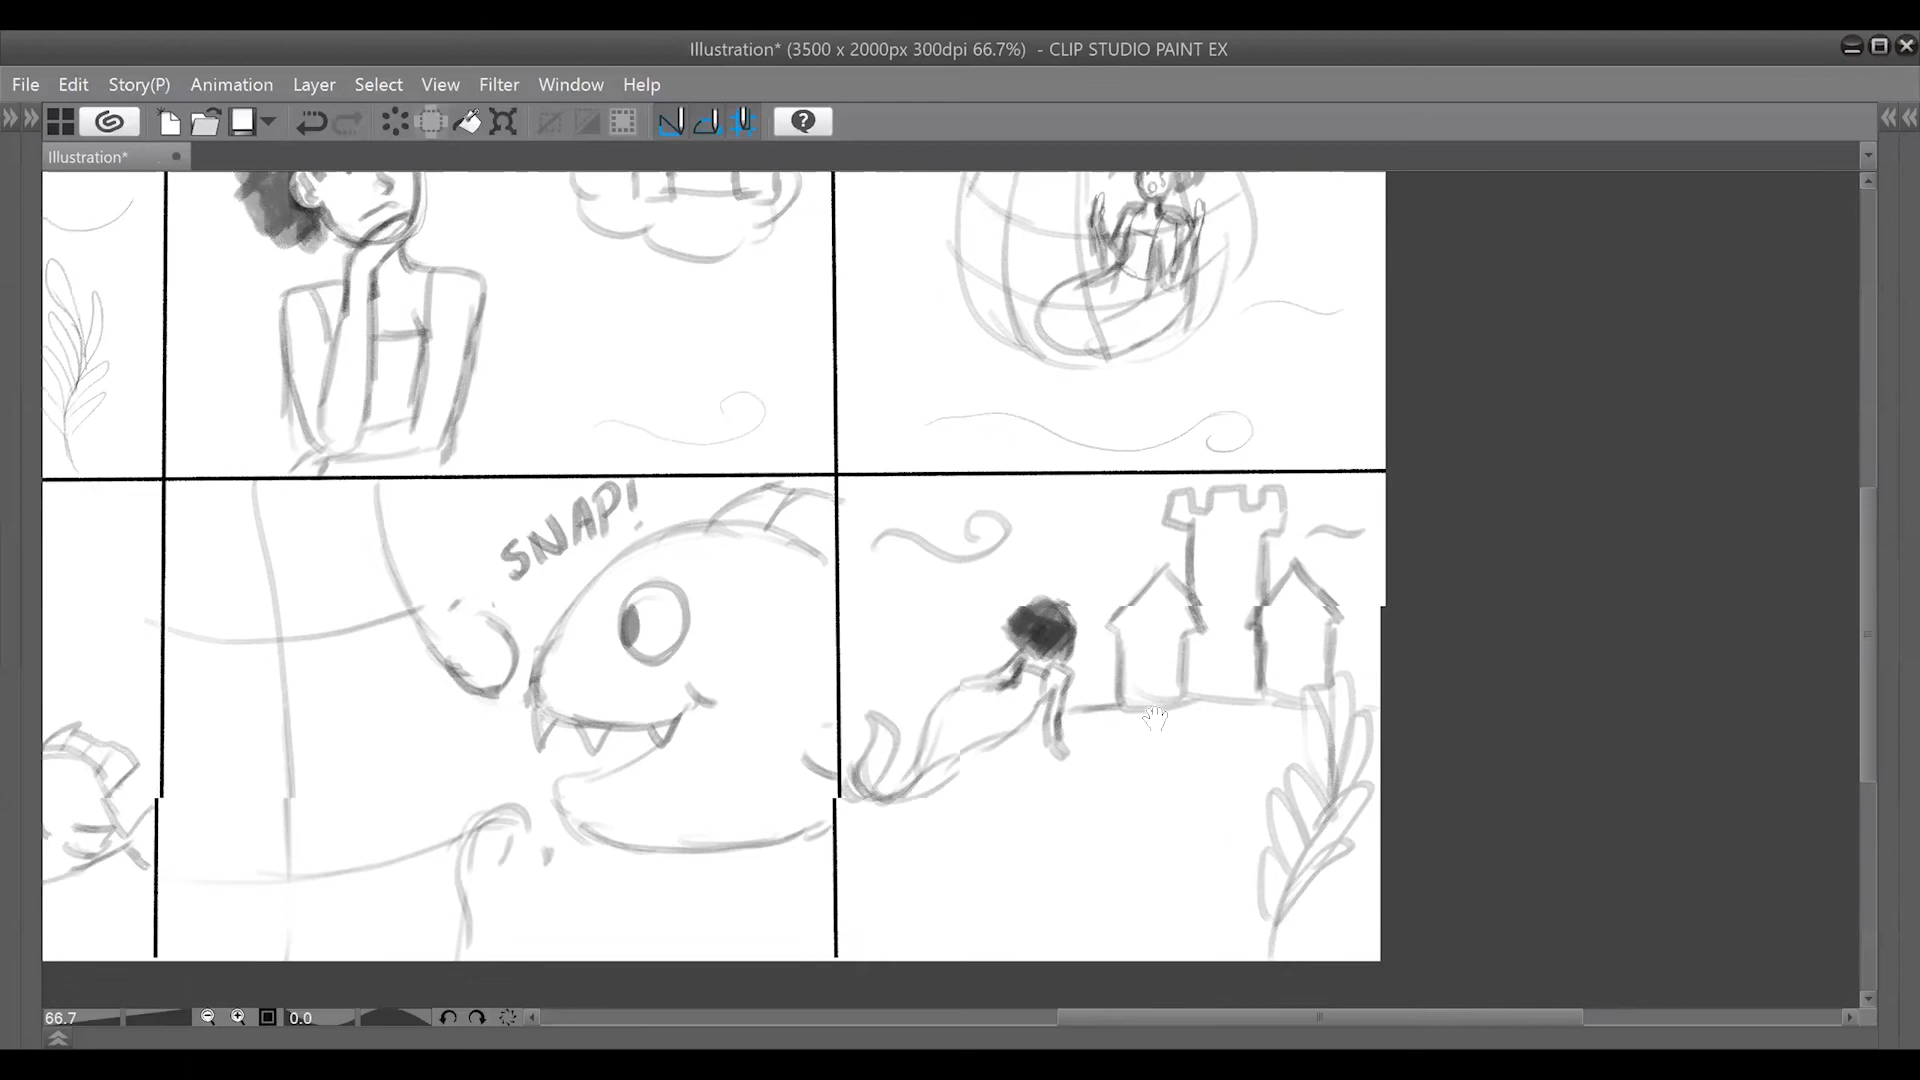 Illustration* (3500 x 2000px 300dpi 66.7%) - CLIP STUDIO PAINT EX
File Edit Story(P) Animation Layer Select View Filter Window Help
Illustration*
SNAP!
66.7 0.0